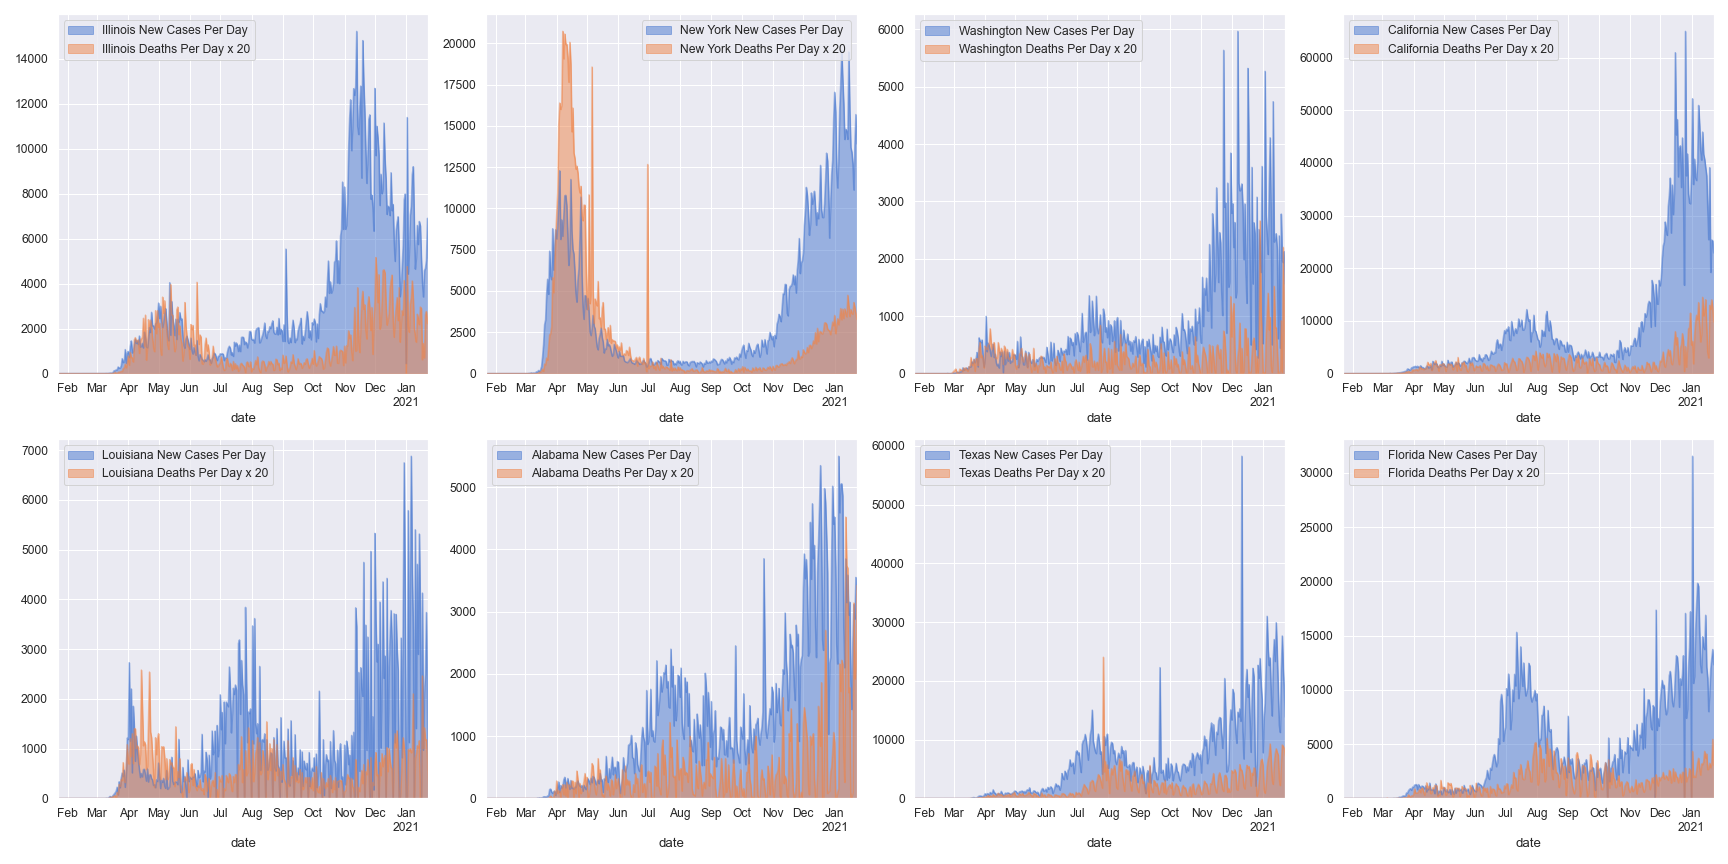 Illinois New Cases Per Day
Illinois Deaths Per Day x 20
14000
12000
10000
8000
6000
4000
2000
0
Feb Mar Apr May Jun Jul Aug Sep Oct Nov Dec Jan
2021
date
New York New Cases Per Day
New York Deaths Per Day x 20
20000
17500
15000
12500
10000
7500
5000
2500
0
Feb Mar Apr May Jun Jul Aug Sep Oct Nov Dec Jan
2021
date
Washington New Cases Per Day
Washington Deaths Per Day x 20
6000
5000
4000
3000
2000
1000
0
Feb Mar Apr May Jun Jul Aug Sep Oct Nov Dec Jan
2021
date
California New Cases Per Day
California Deaths Per Day x 20
60000
50000
40000
30000
20000
10000
0
Feb Mar Apr May Jun Jul Aug Sep Oct Nov Dec Jan
2021
date
Louisiana New Cases Per Day
Louisiana Deaths Per Day x 20
7000
6000
5000
4000
3000
2000
1000
0
Feb Mar Apr May Jun Jul Aug Sep Oct Nov Dec Jan
2021
date
Alabama New Cases Per Day
Alabama Deaths Per Day x 20
5000
4000
3000
2000
1000
0
Feb Mar Apr May Jun Jul Aug Sep Oct Nov Dec Jan
2021
date
Texas New Cases Per Day
Texas Deaths Per Day x 20
60000
50000
40000
30000
20000
10000
0
Feb Mar Apr May Jun Jul Aug Sep Oct Nov Dec Jan
2021
date
Florida New Cases Per Day
Florida Deaths Per Day x 20
30000
25000
20000
15000
10000
5000
0
Feb Mar Apr May Jun Jul Aug Sep Oct Nov Dec Jan
2021
date